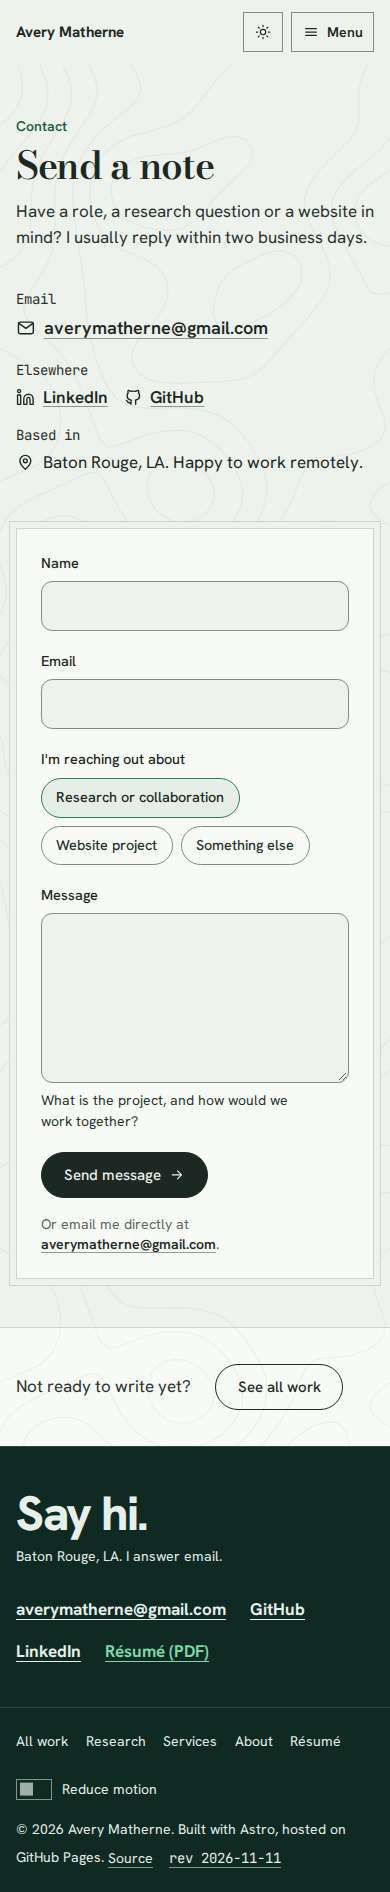 Avery Matherne
Menu
Contact
Send a note
Have a role, a research question or a website in
mind? I usually reply within two business days.
Email
averymatherne@gmail.com
Elsewhere
LinkedIn GitHub
Based in
Baton Rouge, LA. Happy to work remotely.
Name
Email
I'm reaching out about
Research or collaboration
Website project Something else
Message
What is the project, and how would we
work together?
Send message →
Or email me directly at
averymatherne@gmail.com.
Not ready to write yet? See all work
Say hi.
Baton Rouge, LA. I answer email.
averymatherne@gmail.com GitHub
LinkedIn Résumé (PDF)
All work Research Services About Résumé
Reduce motion
© 2026 Avery Matherne. Built with Astro, hosted on
GitHub Pages. Source rev 2026-11-11